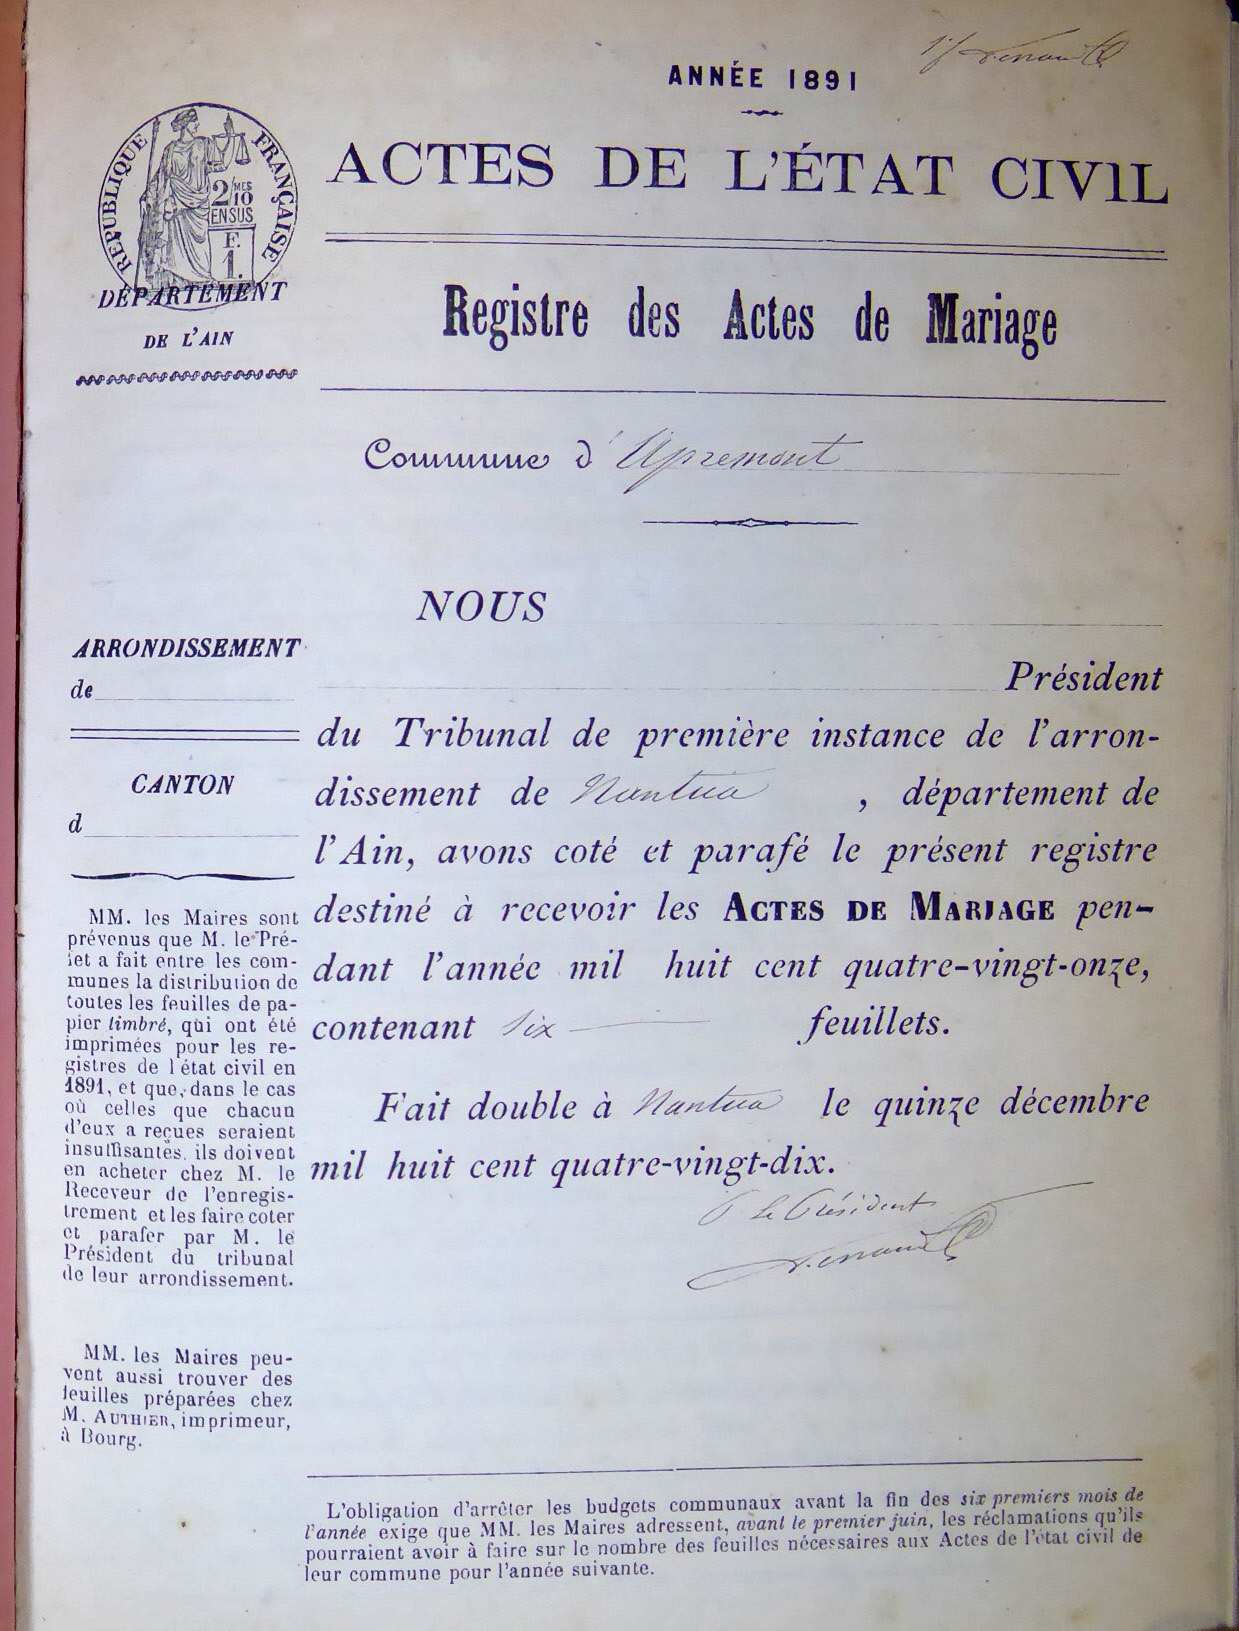 ANNÉE 1891
ACTES DE L'ÉTAT CIVIL
RÉPUBLIQUE FRANÇAISE
2/MES
10
EN SUS
F.
1.
DÉPARTEMENT
DE L'AIN
Registre des Actes de Mariage
Commune d'Apremont
NOUS
ARRONDISSEMENT
de
Président
du Tribunal de première instance de l'arron-
CANTON
d
dissement de Nantua , département de
l'Ain, avons coté et parafé le présent registre
destiné à recevoir les ACTES DE MARIAGE pen-
dant l'année mil huit cent quatre-vingt-onze,
contenant six feuillets.
Fait double à Nantua le quinze décembre
mil huit cent quatre-vingt-dix.
P Le Président
MM. les Maires sont
prévenus que M. le Pré-
fet a fait entre les com-
munes la distribution de
toutes les feuilles de pa-
pier timbré, qui ont été
imprimées pour les re-
gistres de l'état civil en
1891, et que, dans le cas
où celles que chacun
d'eux a reçues seraient
insuffisantes, ils doivent
en acheter chez M. le
Receveur de l'enregis-
trement et les faire coter
et parafer par M. le
Président du tribunal
de leur arrondissement.
MM. les Maires peu-
vent aussi trouver des
feuilles préparées chez
M. AUTHIER, imprimeur,
à Bourg.
L'obligation d'arrêter les budgets communaux avant la fin des six premiers mois de
l'année exige que MM. les Maires adressent, avant le premier juin, les réclamations qu'ils
pourraient avoir à faire sur le nombre des feuilles nécessaires aux Actes de l'état civil de
leur commune pour l'année suivante.